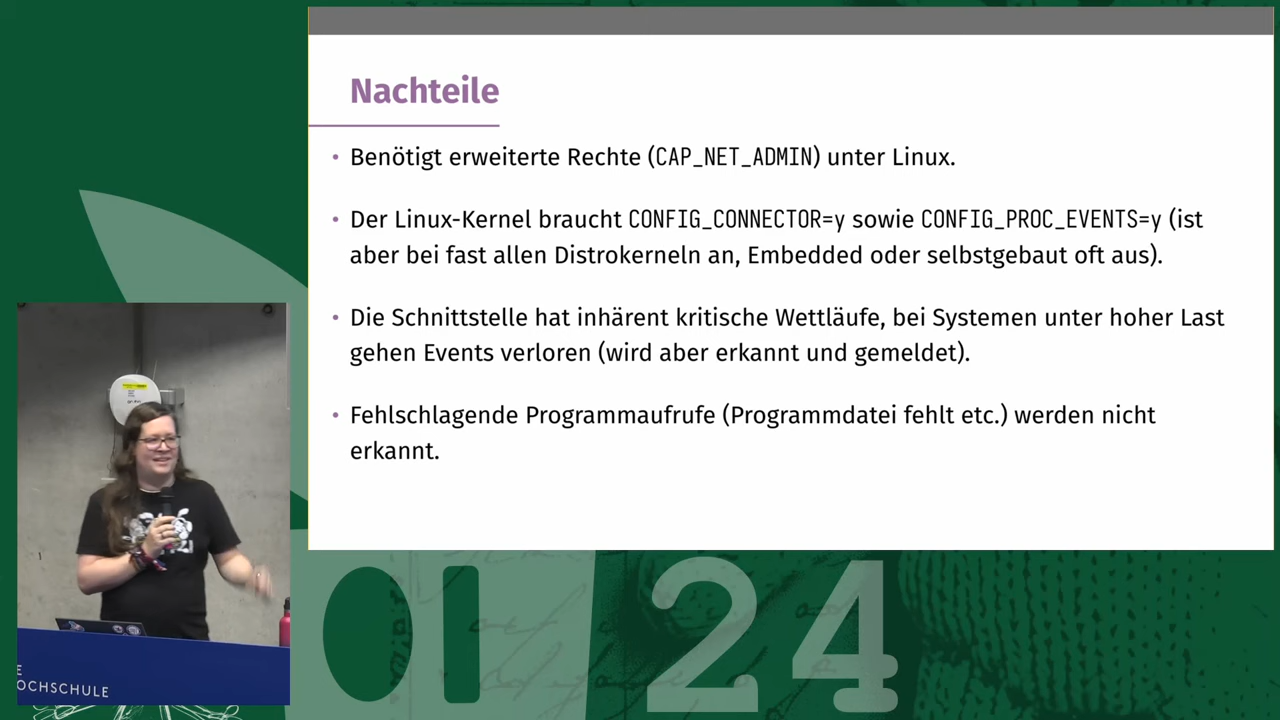 Nachteile
• Benötigt erweiterte Rechte (CAP_NET_ADMIN) unter Linux.
• Der Linux-Kernel braucht CONFIG_CONNECTOR=y sowie CONFIG_PROC_EVENTS=y (ist
aber bei fast allen Distrokerneln an, Embedded oder selbstgebaut oft aus).
• Die Schnittstelle hat inhärent kritische Wettläufe, bei Systemen unter hoher Last
gehen Events verloren (wird aber erkannt und gemeldet).
• Fehlschlagende Programmaufrufe (Programmdatei fehlt etc.) werden nicht
erkannt.
E
OCHSCHULE
24